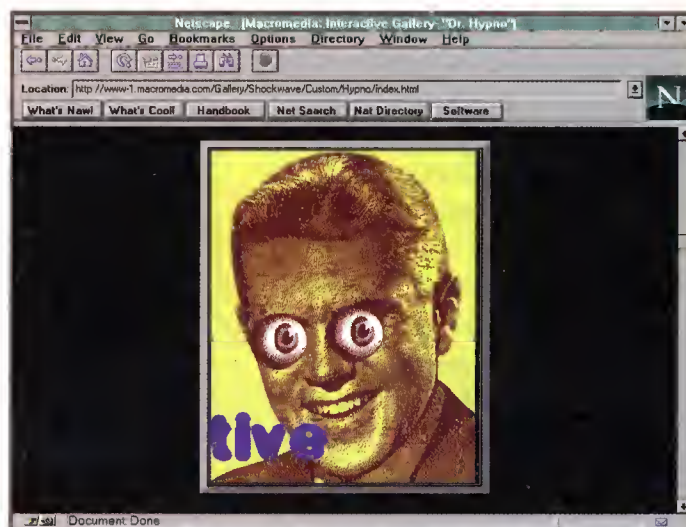 Netscape - [Macromedia: Interactive Gallery "Dr. Hypno"]
File Edit View Go Bookmarks Options Directory Window Help
Location: http://www-1.macromedia.com/Gallery/Shockwave/Custom/Hypno/index.html
N
What's New! What's Cool! Handbook Net Search Net Directory Software
tive
Document Done